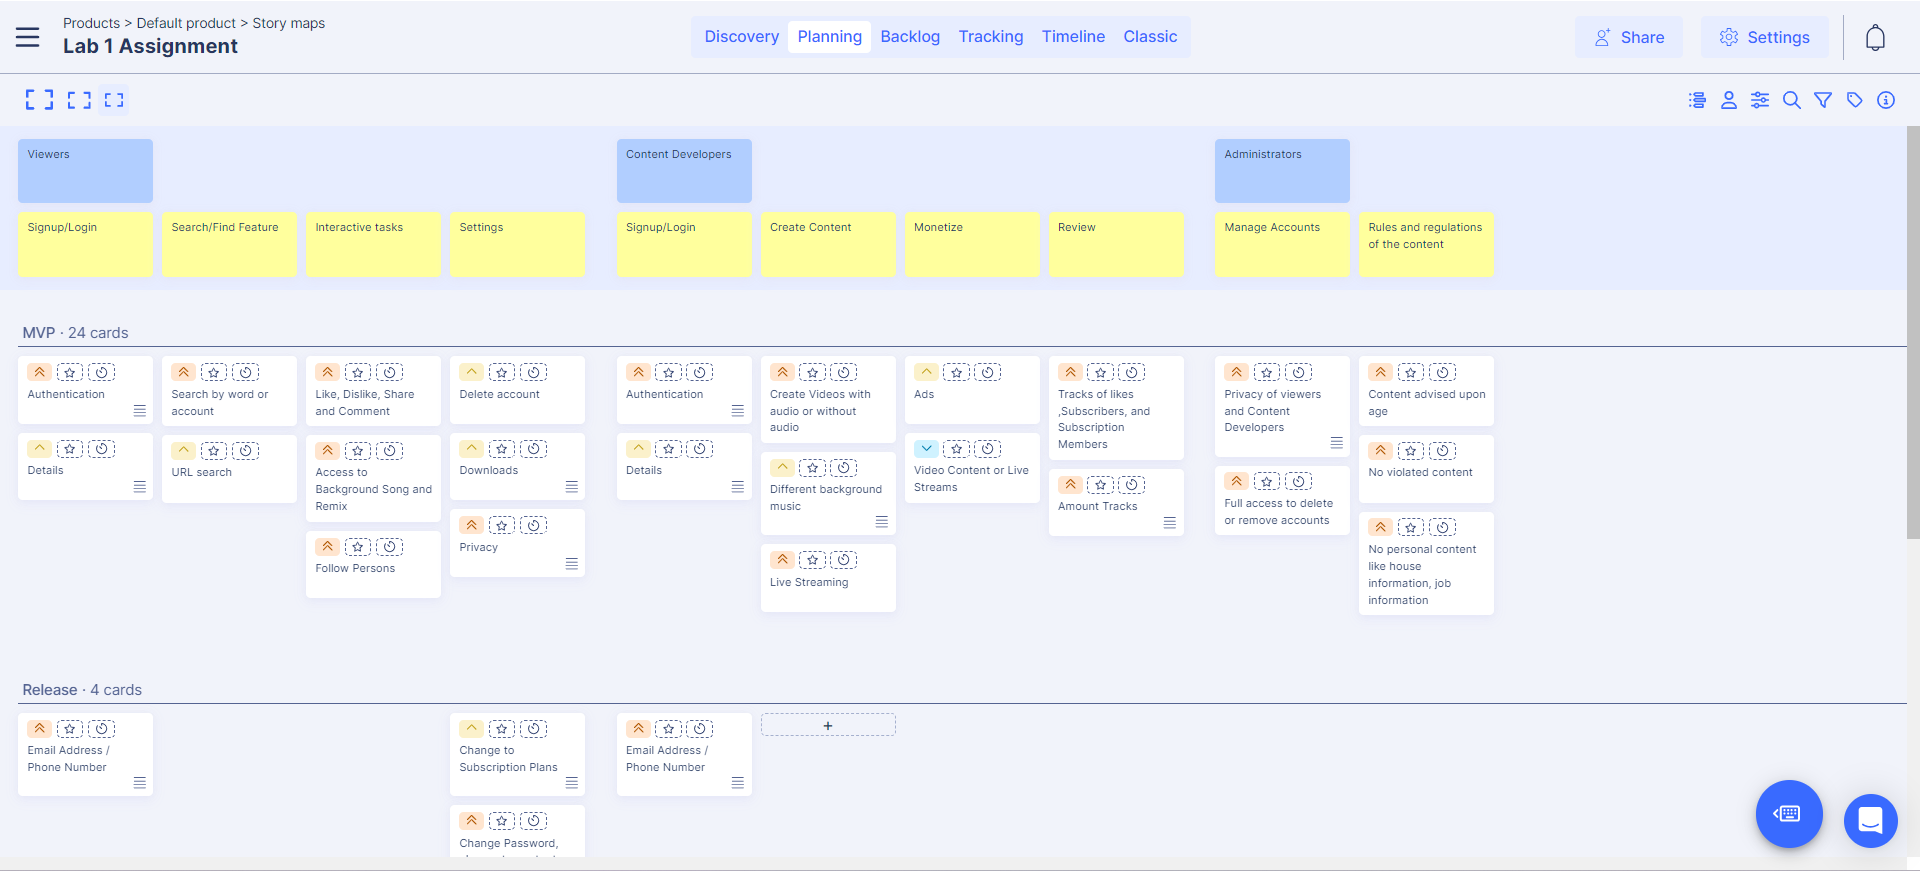 Products > Default product > Story maps
Lab 1 Assignment
Discovery
Planning
Backlog
Tracking
Timeline
Classic
Share
Settings
Viewers
Content Developers
Administrators
Signup/Login
Search/Find Feature
Interactive tasks
Settings
Signup/Login
Create Content
Monetize
Review
Manage Accounts
Rules and regulations
of the content
MVP · 24 cards
Authentication
Details
Search by word or
account
URL search
Like, Dislike, Share
and Comment
Access to
Background Song and
Remix
Follow Persons
Delete account
Downloads
Privacy
Authentication
Details
Create Videos with
audio or without
audio
Different background
music
Live Streaming
Ads
Video Content or Live
Streams
Tracks of likes
,Subscribers, and
Subscription
Members
Amount Tracks
Privacy of viewers
and Content
Developers
Full access to delete
or remove accounts
Content advised upon
age
No violated content
No personal content
like house
information, job
information
Release · 4 cards
Email Address /
Phone Number
Change to
Subscription Plans
Change Password,
Email Address /
Phone Number
+